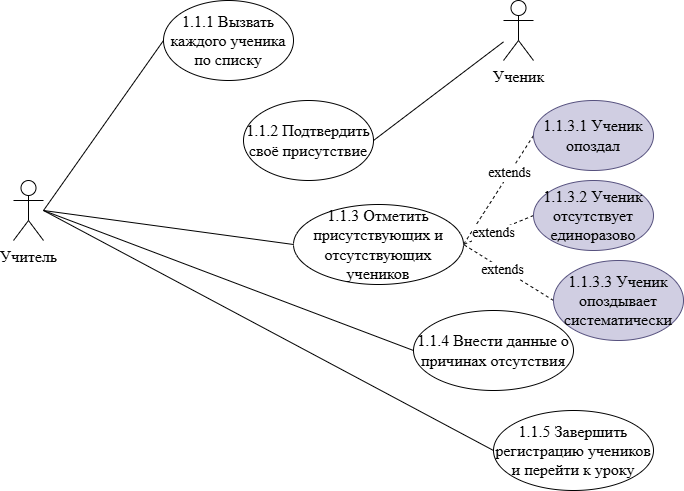 1.1.1 Вызвать
каждого ученика
по списку
Ученик
1.1.2 Подтвердить
своё присутствие
1.1.3.1 Ученик
опоздал
extends
1.1.3.2 Ученик
отсутствует
единоразово
extends
1.1.3 Отметить
присутствующих и
отсутствующих
учеников
Учитель
extends
1.1.3.3 Ученик
опоздывает
систематически
1.1.4 Внести данные о
причинах отсутствия
1.1.5 Завершить
регистрацию учеников
и перейти к уроку